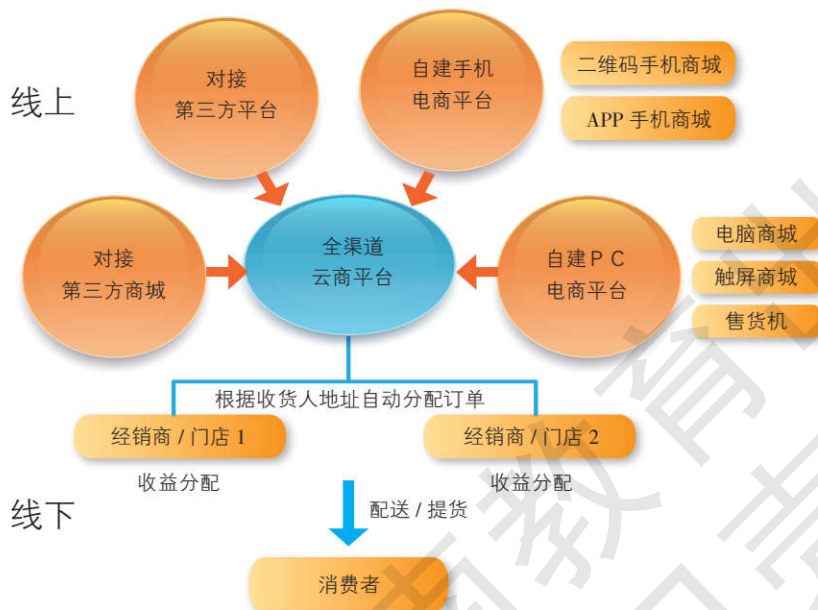 线上
对接
第三方平台
自建手机
电商平台
二维码手机商城
APP 手机商城
对接
第三方商城
全渠道
云商平台
自建PC
电商平台
电脑商城
触屏商城
售货机
根据收货人地址自动分配订单
经销商 / 门店 1
经销商 / 门店 2
收益分配
收益分配
线下
配送 / 提货
消费者